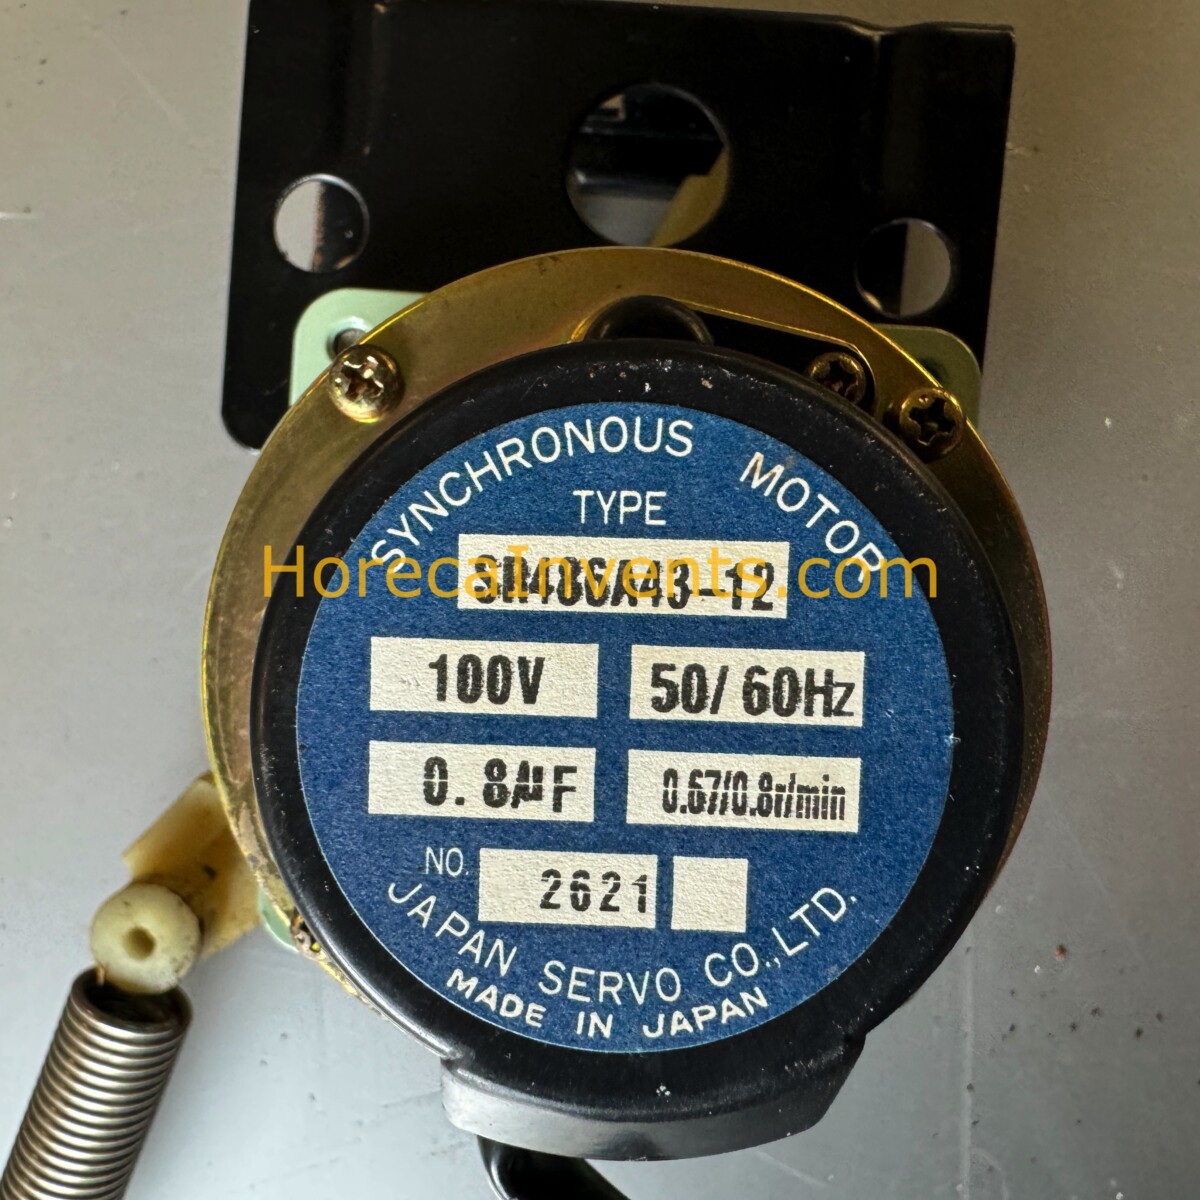 SYNCHRONOUS MOTOR
TYPE
HorecaInvents.com
100V
50/60Hz
0.8µF
0.67/0.8r/min
NO. 2621
JAPAN SERVO CO.,LTD.
MADE IN JAPAN